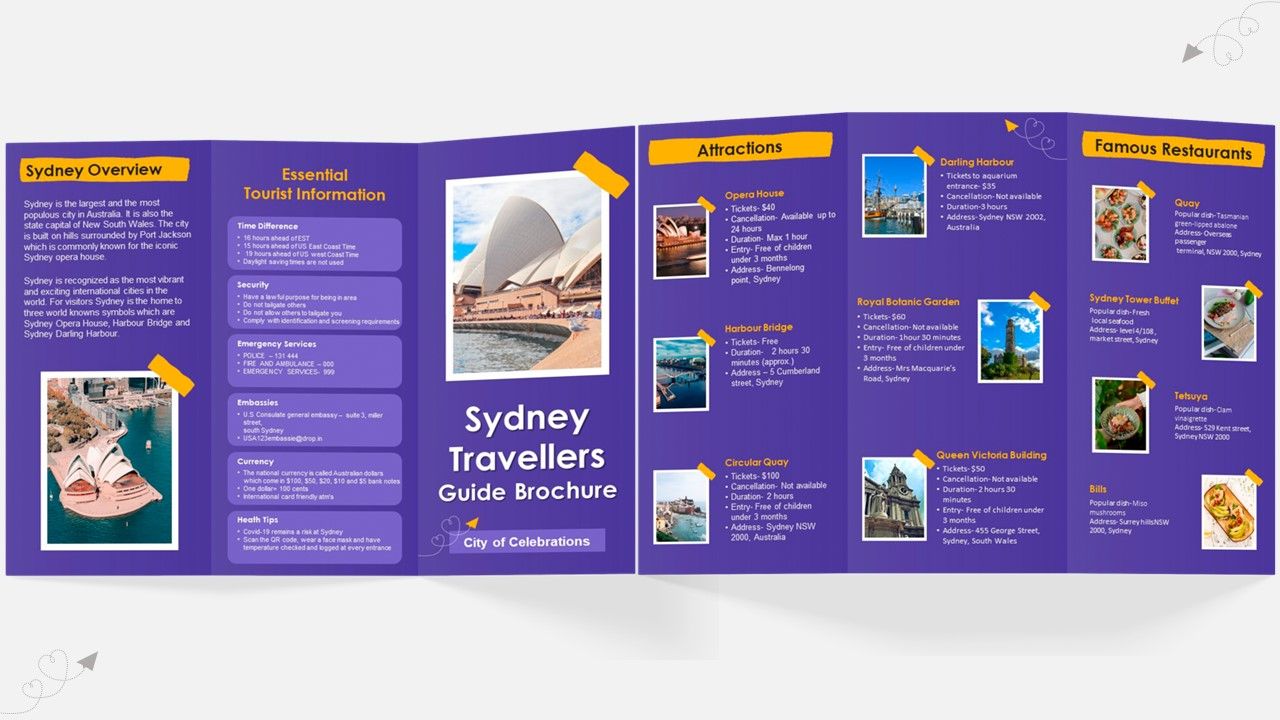 Sydney Overview
Sydney is the largest and the most
populous city in Australia. It is also the
state capital of New South Wales. The city
is built on hills surrounded by Port Jackson
which is commonly known for the iconic
Sydney opera house.
Sydney is recognized as the most vibrant
and exciting international cities in the
world. For visitors Sydney is the home to
three world knowns symbols which are
Sydney Opera House, Harbour Bridge and
Sydney Darling Harbour.
Essential
Tourist Information
Time Difference
• 16 hours ahead of EST
• 15 hours ahead of US East Coast Time
• 19 hours ahead of US west Coast Time
• Daylight saving times are not used
Security
• Have a lawful purpose for being in area
• Do not tailgate others
• Do not allow others to tailgate you
• Comply with identification and screening requirements
Emergency Services
• POLICE – 131 444
• FIRE AND AMBULANCE – 000
• EMERGENCY SERVICES- 999
Embassies
• U.S Consulate general embassy – suite 3, miller
street,
south Sydney
• USA123embassie@drop.in
Currency
• The national currency is called Australian dollars
which come in $100, $50, $20, $10 and $5 bank notes
• One dollar= 100 cents
• International card friendly atm's
Heath Tips
• Covid-19 remains a risk at Sydney
• Scan the QR code, wear a face mask and have
temperature checked and logged at every entrance
Sydney
Travellers
Guide Brochure
City of Celebrations
Attractions
Opera House
• Tickets- $40
• Cancellation- Available up to
24 hours
• Duration- Max 1 hour
• Entry- Free of children
under 3 months
• Address- Bennelong
point, Sydney
Harbour Bridge
• Tickets- Free
• Duration- 2 hours 30
minutes (approx.)
• Address – 5 Cumberland
street, Sydney
Circular Quay
• Tickets- $100
• Cancellation- Not available
• Duration- 2 hours
• Entry- Free of children
under 3 months
• Address- Sydney NSW
2000, Australia
Darling Harbour
• Tickets to aquarium
entrance- $35
• Cancellation- Not available
• Duration-3 hours
• Address-Sydney NSW 2002,
Australia
Royal Botanic Garden
• Tickets- $60
• Cancellation- Not available
• Duration-1hour 30 minutes
• Entry- Free of children under
3 months
• Address- Mrs Macquarie's
Road, Sydney
Queen Victoria Building
• Tickets- $50
• Cancellation- Not available
• Duration-2 hours 30
minutes
• Entry- Free of children under
3 months
• Address- 455 George Street,
Sydney, South Wales
Famous Restaurants
Quay
Popular dish-Tasmanian
green-lipped abalone
Address- Overseas
passenger
terminal, NSW 2000, Sydney
Sydney Tower Buffet
Popular dish-Fresh
local seafood
Address- level 4/108,
market street, Sydney
Tetsuya
Popular dish-Clam
vinaigrette
Address- 529 Kent street,
Sydney NSW 2000
Bills
Popular dish-Miso
mushrooms
Address- Surrey hills NSW
2000, Sydney